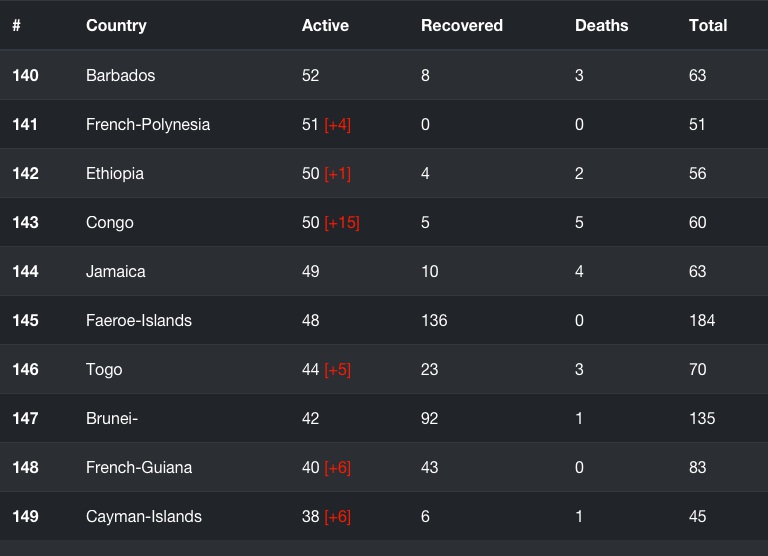 # Country Active Recovered Deaths Total
140 Barbados 52 8 3 63
141 French-Polynesia 51 [+4] 0 0 51
142 Ethiopia 50 [+1] 4 2 56
143 Congo 50 [+15] 5 5 60
144 Jamaica 49 10 4 63
145 Faeroe-Islands 48 136 0 184
146 Togo 44 [+5] 23 3 70
147 Brunei- 42 92 1 135
148 French-Guiana 40 [+6] 43 0 83
149 Cayman-Islands 38 [+6] 6 1 45